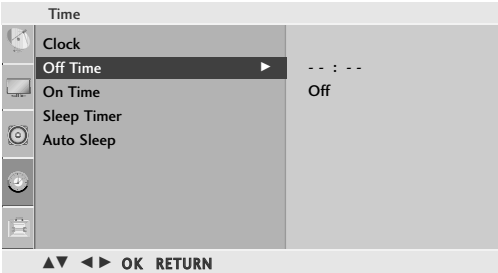 Time
Clock
Off Time ► - - : - -
On Time Off
Sleep Timer
Auto Sleep
▲▼ ◄ ► OK RETURN